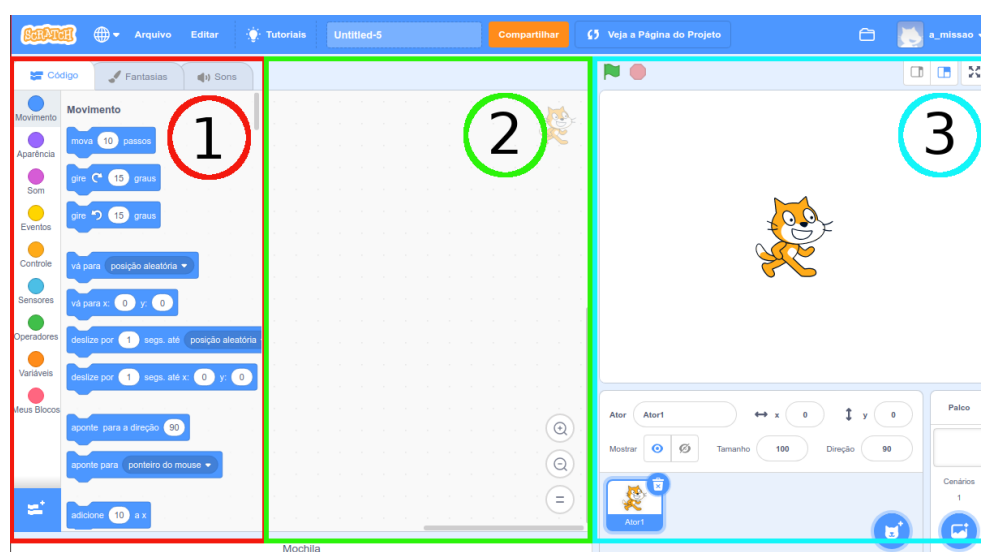 SCRATCH Arquivo Editar Tutoriais Untitled-5 Compartilhar Veja a Página do Projeto a_missao
Código Fantasias Sons
Movimento
Aparência
Som
Eventos
Controle
Sensores
Operadores
Variáveis
Meus Blocos
Movimento
mova 10 passos
gire 15 graus
gire 15 graus
vá para posição aleatória
vá para x: 0 y: 0
deslize por 1 segs. até posição aleatória
deslize por 1 segs. até x: 0 y: 0
aponte para a direção 90
aponte para ponteiro do mouse
adicione 10 a x
1
2
=
Mochila
3
Ator Ator1 x 0 y 0
Mostrar Tamanho 100 Direção 90
Ator1
Palco
Cenários
1